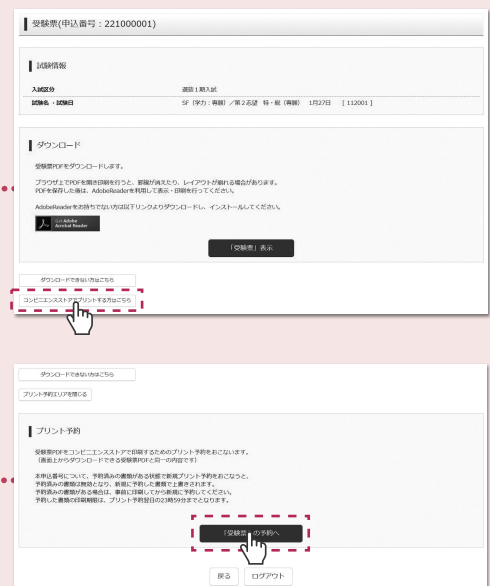 受験票(申込番号：221000001)
試験情報
入試区分 選抜１期入試
試験名・試験日 SF（学力：専願）／第２志望 特・総（専願） 1月27日 [ 112001 ]
ダウンロード
受験票PDFをダウンロードします。
ブラウザ上でPDFを開き印刷を行うと、罫線が消えたり、レイアウトが崩れる場合があります。
PDFを保存した後は、AdobeReaderを利用して表示・印刷を行ってください。
AdobeReaderをお持ちでない方は以下リンクよりダウンロードし、インストールしてください。
Get Adobe
Acrobat Reader
「受験票」表示
ダウンロードできない方はこちら
コンビニエンスストアでプリントする方はこちら
ダウンロードできない方はこちら
プリント予約エリアを閉じる
プリント予約
受験票PDFをコンビニエンスストアで印刷するためのプリント予約をおこないます。
（画面上からダウンロードできる受験票PDFと同一の内容です）
本申込番号について、予約済みの書類がある状態で新規プリント予約をおこなうと、
予約済みの書類は無効となり、新規に予約した書類で上書きされます。
予約済みの書類がある場合は、事前に印刷してから新規に予約してください。
予約した書類の印刷期限は、プリント予約翌日の23時59分までとなります。
「受験票」の予約へ
戻る ログアウト